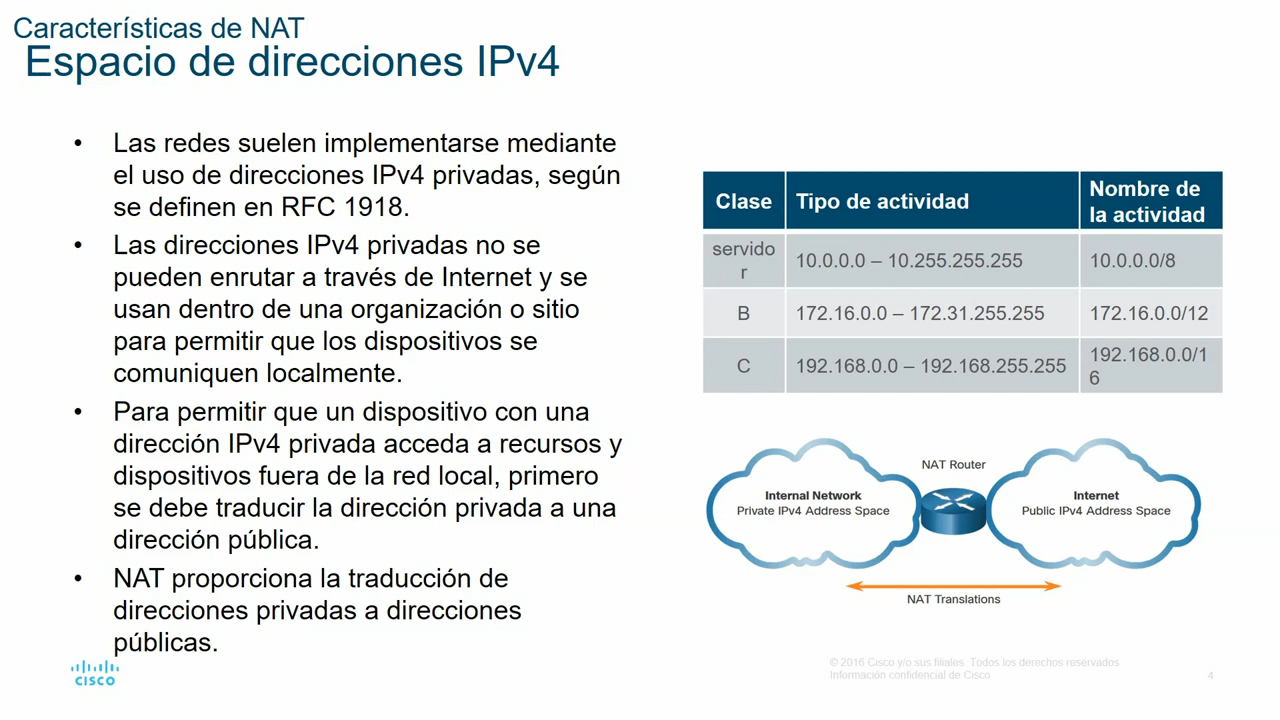 Características de NAT
Espacio de direcciones IPv4
• Las redes suelen implementarse mediante
el uso de direcciones IPv4 privadas, según
se definen en RFC 1918.
• Las direcciones IPv4 privadas no se
pueden enrutar a través de Internet y se
usan dentro de una organización o sitio
para permitir que los dispositivos se
comuniquen localmente.
• Para permitir que un dispositivo con una
dirección IPv4 privada acceda a recursos y
dispositivos fuera de la red local, primero
se debe traducir la dirección privada a una
dirección pública.
• NAT proporciona la traducción de
direcciones privadas a direcciones
públicas.
Clase Tipo de actividad Nombre de
la actividad
servido
r 10.0.0.0 – 10.255.255.255 10.0.0.0/8
B 172.16.0.0 – 172.31.255.255 172.16.0.0/12
C 192.168.0.0 – 192.168.255.255 192.168.0.0/1
6
NAT Router
Internal Network
Private IPv4 Address Space
Internet
Public IPv4 Address Space
NAT Translations
CISCO
© 2016 Cisco y/o sus filiales. Todos los derechos reservados.
Información confidencial de Cisco
4